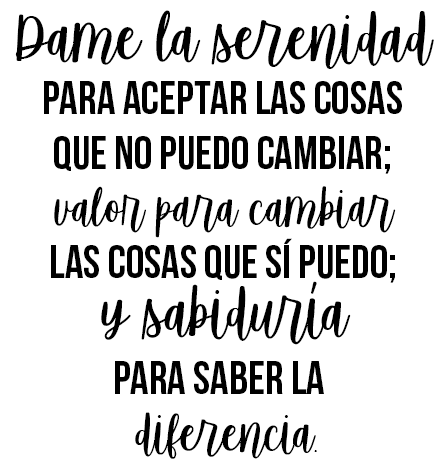 Dame la serenidad
PARA ACEPTAR LAS COSAS
QUE NO PUEDO CAMBIAR;
valor para cambiar
LAS COSAS QUE SÍ PUEDO;
y sabiduría
PARA SABER LA
diferencia.